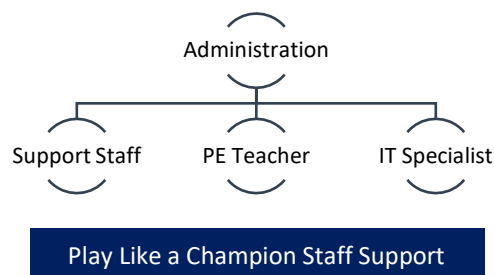 Administration
Support Staff
PE Teacher
IT Specialist
Play Like a Champion Staff Support